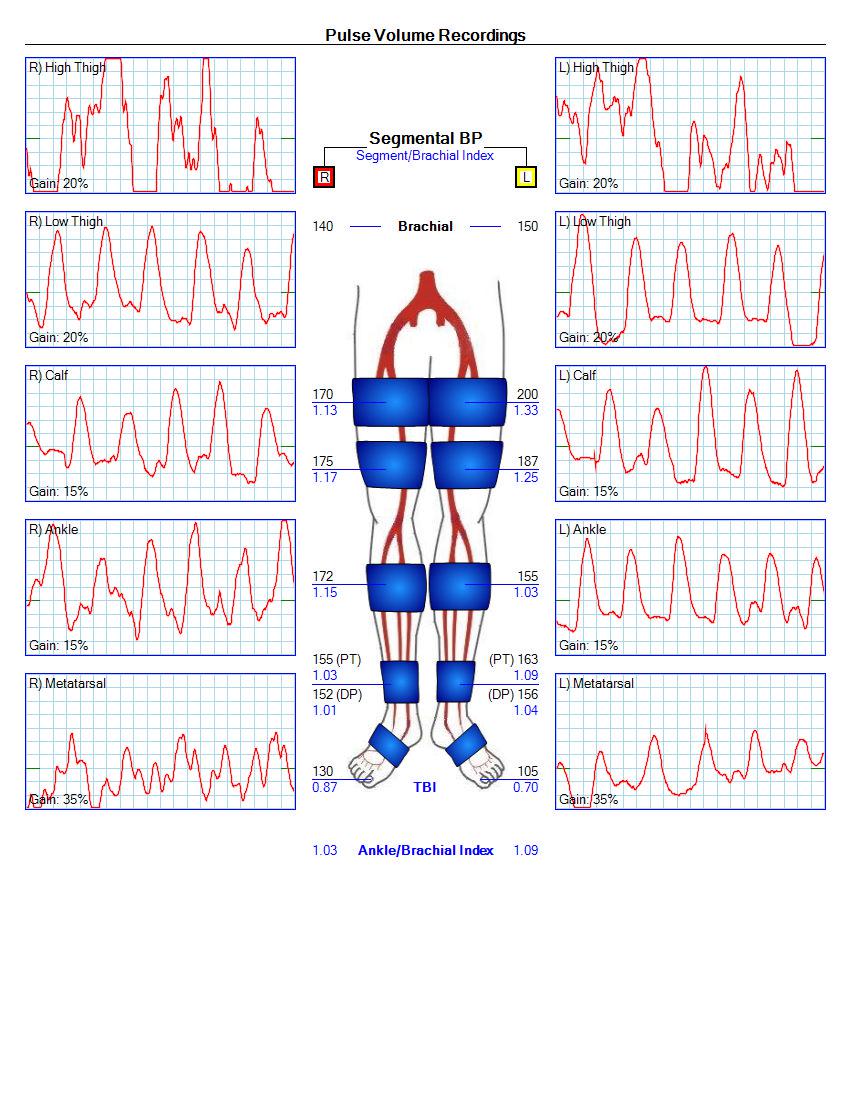 Pulse Volume Recordings
R) High Thigh
Gain: 20%
L) High Thigh
Gain: 20%
Segmental BP
Segment/Brachial Index
R
L
140 Brachial 150
R) Low Thigh
Gain: 20%
L) Low Thigh
Gain: 20%
170 200
1.13 1.33
R) Calf
Gain: 15%
L) Calf
Gain: 15%
175 187
1.17 1.25
R) Ankle
Gain: 15%
L) Ankle
Gain: 15%
172 155
1.15 1.03
155 (PT) (PT) 163
1.03 1.09
152 (DP) (DP) 156
1.01 1.04
R) Metatarsal
Gain: 35%
L) Metatarsal
Gain: 35%
130 105
0.87 TBI 0.70
1.03 Ankle/Brachial Index 1.09